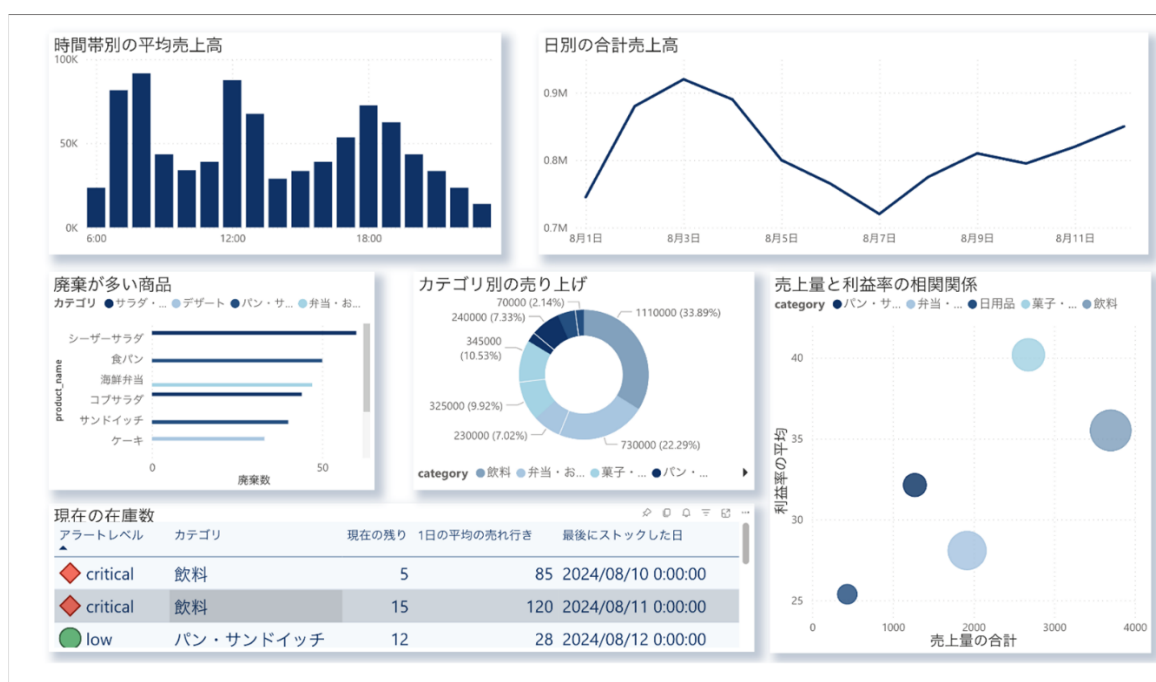 時間帯別の平均売上高
100K
50K
0K
6:00 12:00 18:00
日別の合計売上高
0.9M
0.8M
0.7M
8月1日 8月3日 8月5日 8月7日 8月9日 8月11日
廃棄が多い商品
カテゴリ サラダ・... デザート パン・サ... 弁当・お...
product_name
シーザーサラダ
食パン
海鮮弁当
コブサラダ
サンドイッチ
ケーキ
0 50
廃棄数
カテゴリ別の売り上げ
70000 (2.14%)
240000 (7.33%)
345000
(10.53%)
325000 (9.92%)
230000 (7.02%)
1110000 (33.89%)
730000 (22.29%)
category 飲料 弁当・お... 菓子・... パン・...
売上量と利益率の相関関係
category パン・サ... 弁当・... 日用品 菓子・... 飲料
利益率の平均
40
35
30
25
0 1000 2000 3000 4000
売上量の合計
現在の在庫数
アラートレベル カテゴリ 現在の残り 1日の平均の売れ行き 最後にストックした日
critical 飲料 5 85 2024/08/10 0:00:00
critical 飲料 15 120 2024/08/11 0:00:00
low パン・サンドイッチ 12 28 2024/08/12 0:00:00